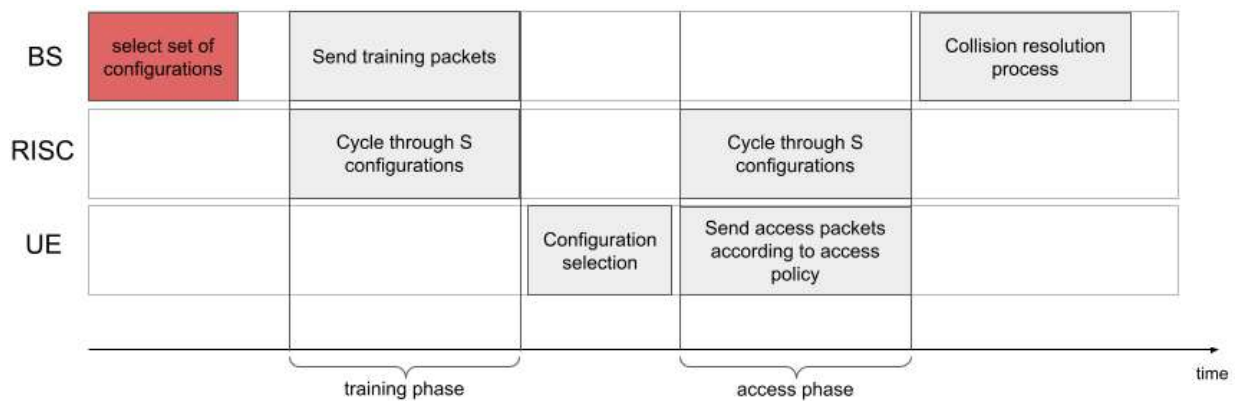 BS
select set of
configurations
Send training packets
Collision resolution
process
RISC
Cycle through S
configurations
Cycle through S
configurations
UE
Configuration
selection
Send access packets
according to access
policy
time
training phase
access phase